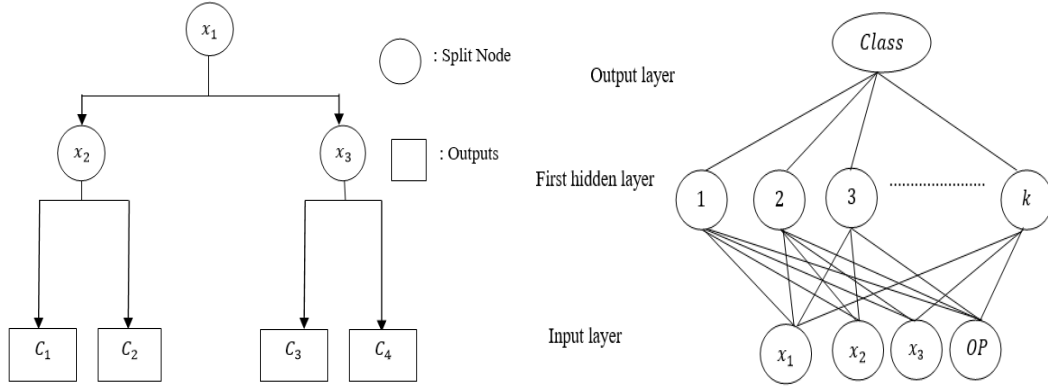 x₁
: Split Node
x₂
x₃
: Outputs
C₁
C₂
C₃
C₄
Class
Output layer
First hidden layer
1
2
3
......................
k
Input layer
x₁
x₂
x₃
OP